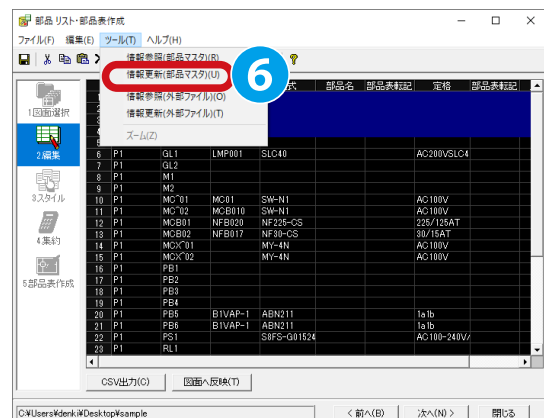 部品 リスト・部品表作成
ファイル(F) 編集(E) ツール(T) ヘルプ(H)
情報参照(部品マスタ)(R)
情報更新(部品マスタ)(U)
情報参照(外部ファイル)(O)
情報更新(外部ファイル)(T)
ズーム(Z)
6
式 部品名 部品表転記 定格 部品表転記
1.図面選択
2.編集
3.スタイル
4.集約
5.部品表作成
6 P1 GL1 LMP001 SLC40 AC200VSLC4
7 P1 GL2
8 P1 M1
9 P1 M2
10 P1 MC^01 MC01 SW-N1 AC100V
11 P1 MC^02 MCB010 SW-N1 AC100V
12 P1 MCB01 NFB020 NF225-CS 225/125AT
13 P1 MCB02 NFB017 NF30-CS 30/15AT
14 P1 MCX^01 MY-4N AC100V
15 P1 MCX^02 MY-4N AC100V
16 P1 PB1
17 P1 PB2
18 P1 PB3
19 P1 PB4
20 P1 PB5 B1VAP-1 ABN211 1a1b
21 P1 PB6 B1VAP-1 ABN211 1a1b
22 P1 PS1 S8FS-G01524 AC100-240V/
23 P1 RL1
CSV出力(C) 図面へ反映(T)
C:¥Users¥denki¥Desktop¥sample < 前へ(B) 次へ(N) > 閉じる